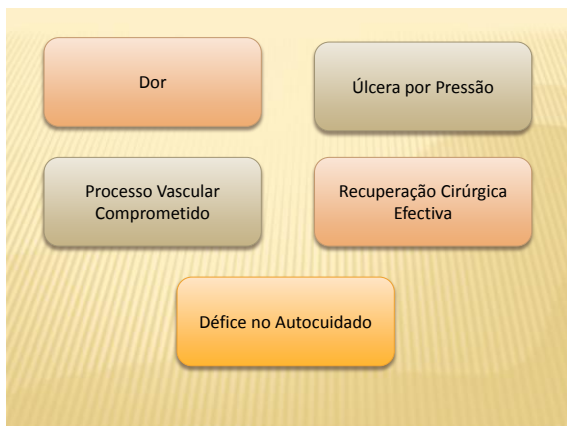 Dor
Úlcera por Pressão
Processo Vascular
Comprometido
Recuperação Cirúrgica
Efectiva
Défice no Autocuidado